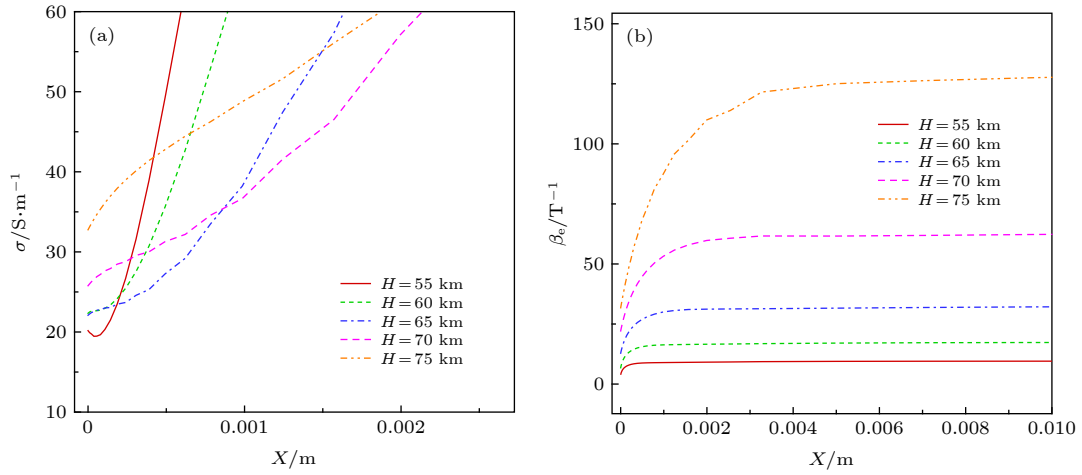 (a)
σ/S·m⁻¹
60
50
40
30
20
10
0
0.001
0.002
X/m
H=55 km
H=60 km
H=65 km
H=70 km
H=75 km
(b)
βe/T⁻¹
150
100
50
0
0
0.002
0.004
0.006
0.008
0.010
X/m
H=55 km
H=60 km
H=65 km
H=70 km
H=75 km